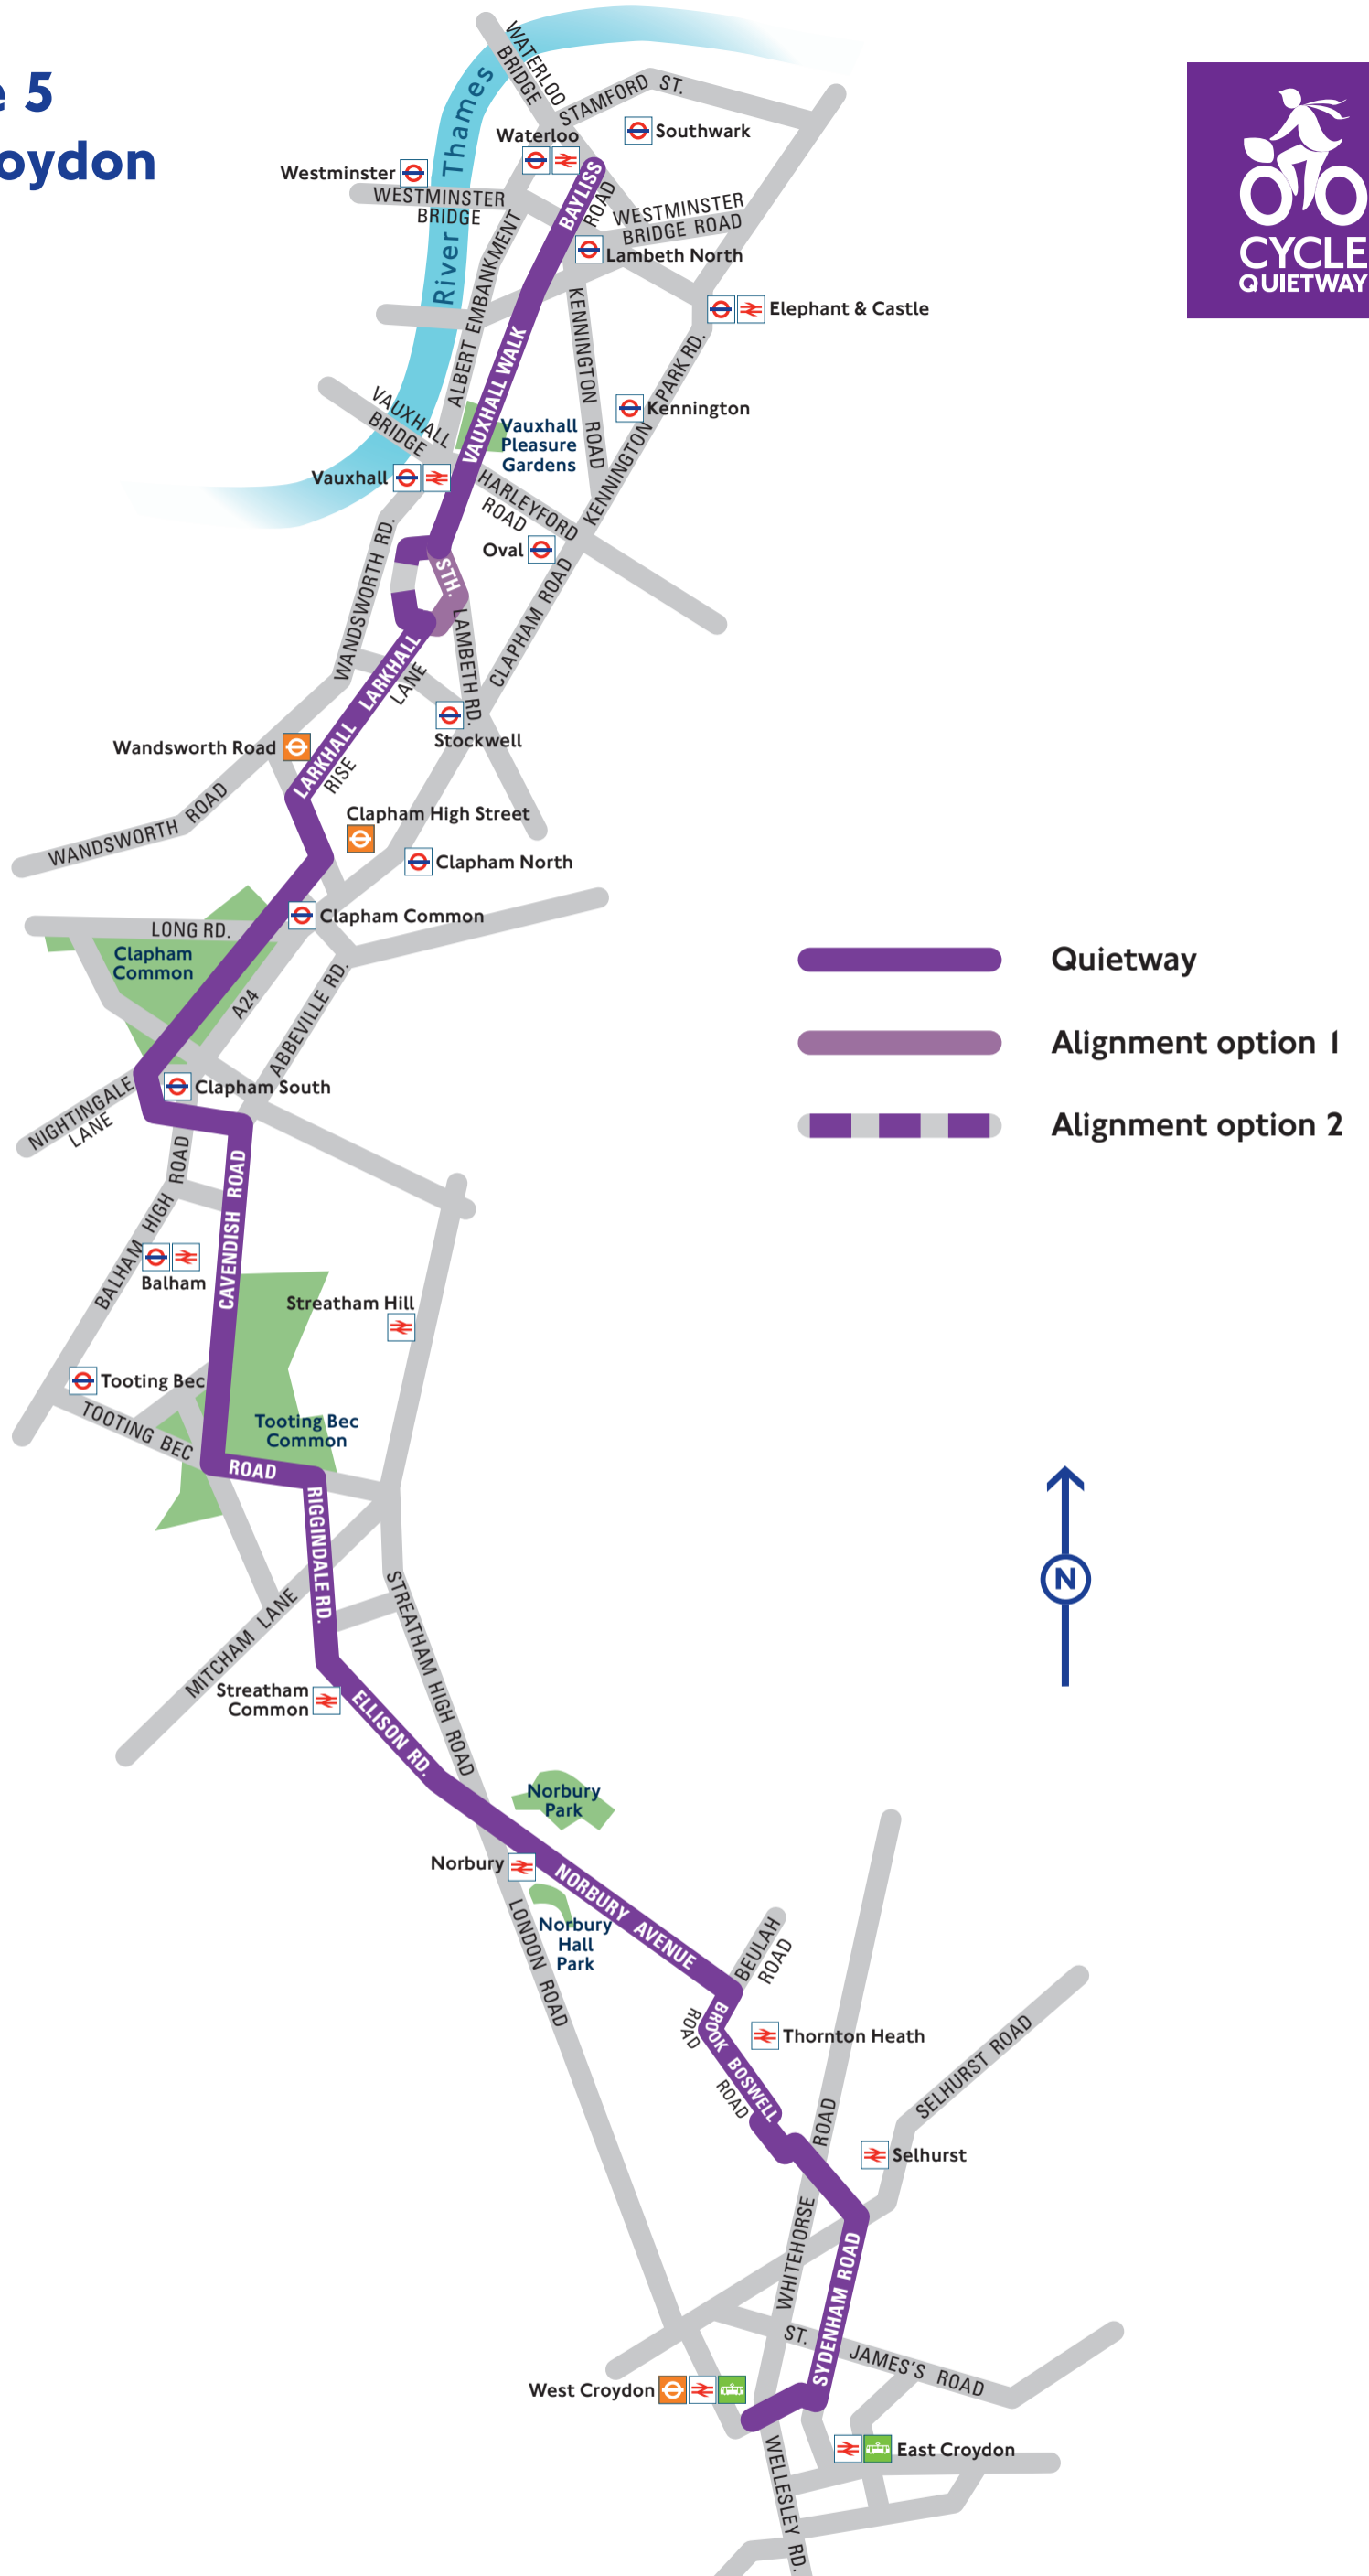 e 5
oydon
CYCLE
QUIETWAY
WATERLOO
BRIDGE
STAMFORD ST.
Southwark
Waterloo
Westminster
River Thames
WESTMINSTER
BRIDGE
BAYLISS
ROAD
WESTMINSTER
BRIDGE ROAD
Lambeth North
ALBERT EMBANKMENT
Elephant & Castle
KENNINGTON ROAD
KENNINGTON PARK RD.
VAUXHALL WALK
Kennington
VAUXHALL
BRIDGE
Vauxhall
Pleasure
Gardens
Vauxhall
HARLEYFORD
ROAD
Oval
WANDSWORTH RD.
STH.
LAMBETH RD.
CLAPHAM ROAD
LARKHALL
LANE
Stockwell
Wandsworth Road
LARKHALL
RISE
WANDSWORTH ROAD
Clapham High Street
Clapham North
Clapham Common
LONG RD.
Clapham
Common
A24
ABBEVILLE RD.
Quietway
Alignment option 1
Alignment option 2
Clapham South
NIGHTINGALE
LANE
BALHAM HIGH ROAD
CAVENDISH ROAD
Balham
Streatham Hill
Tooting Bec
TOOTING BEC
ROAD
Tooting Bec
Common
RIGGINDALE RD.
N
MITCHAM LANE
STREATHAM HIGH ROAD
Streatham
Common
ELLISON RD.
Norbury
Park
Norbury
NORBURY AVENUE
Norbury
Hall
Park
LONDON ROAD
BEULAH
ROAD
BROOK
ROAD
Thornton Heath
BOSWELL
ROAD
SELHURST ROAD
WHITEHORSE ROAD
Selhurst
SYDENHAM ROAD
ST. JAMES'S ROAD
West Croydon
East Croydon
WELLESLEY RD.